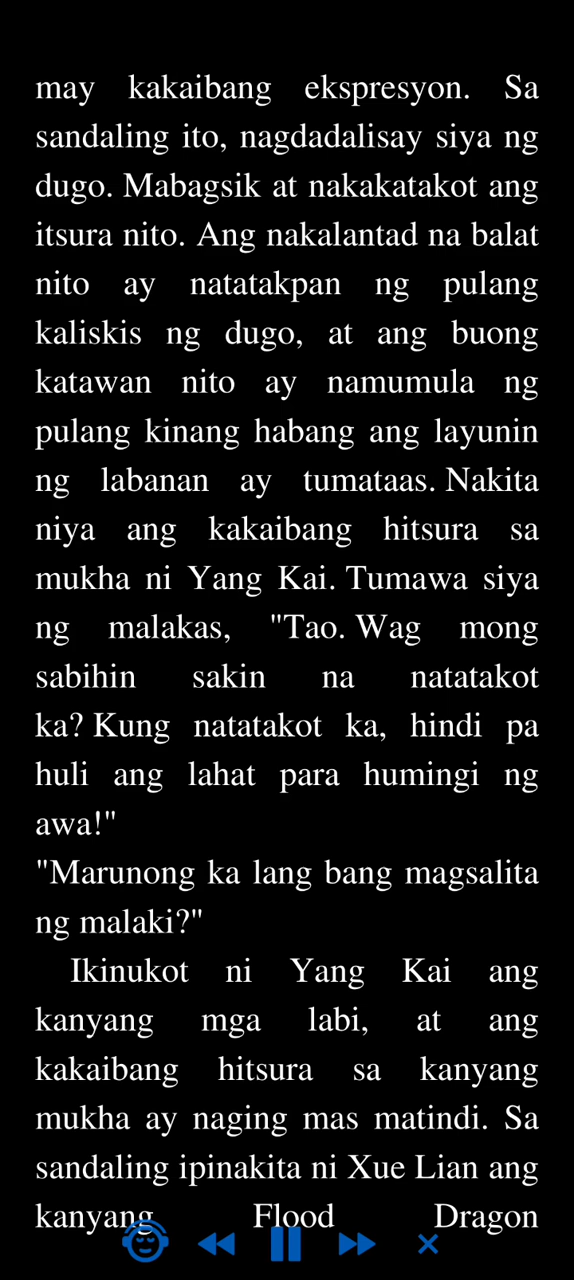 may kakaibang ekspresyon. Sa
sandaling ito, nagdadalisay siya ng
dugo. Mabagsik at nakakatakot ang
itsura nito. Ang nakalantad na balat
nito ay natatakpan ng pulang
kaliskis ng dugo, at ang buong
katawan nito ay namumula ng
pulang kinang habang ang layunin
ng labanan ay tumataas. Nakita
niya ang kakaibang hitsura sa
mukha ni Yang Kai. Tumawa siya
ng malakas, "Tao. Wag mong
sabihin sakin na natatakot
ka? Kung natatakot ka, hindi pa
huli ang lahat para humingi ng
awa!"
"Marunong ka lang bang magsalita
ng malaki?"
Ikinukot ni Yang Kai ang
kanyang mga labi, at ang
kakaibang hitsura sa kanyang
mukha ay naging mas matindi. Sa
sandaling ipinakita ni Xue Lian ang
kanyang Flood Dragon